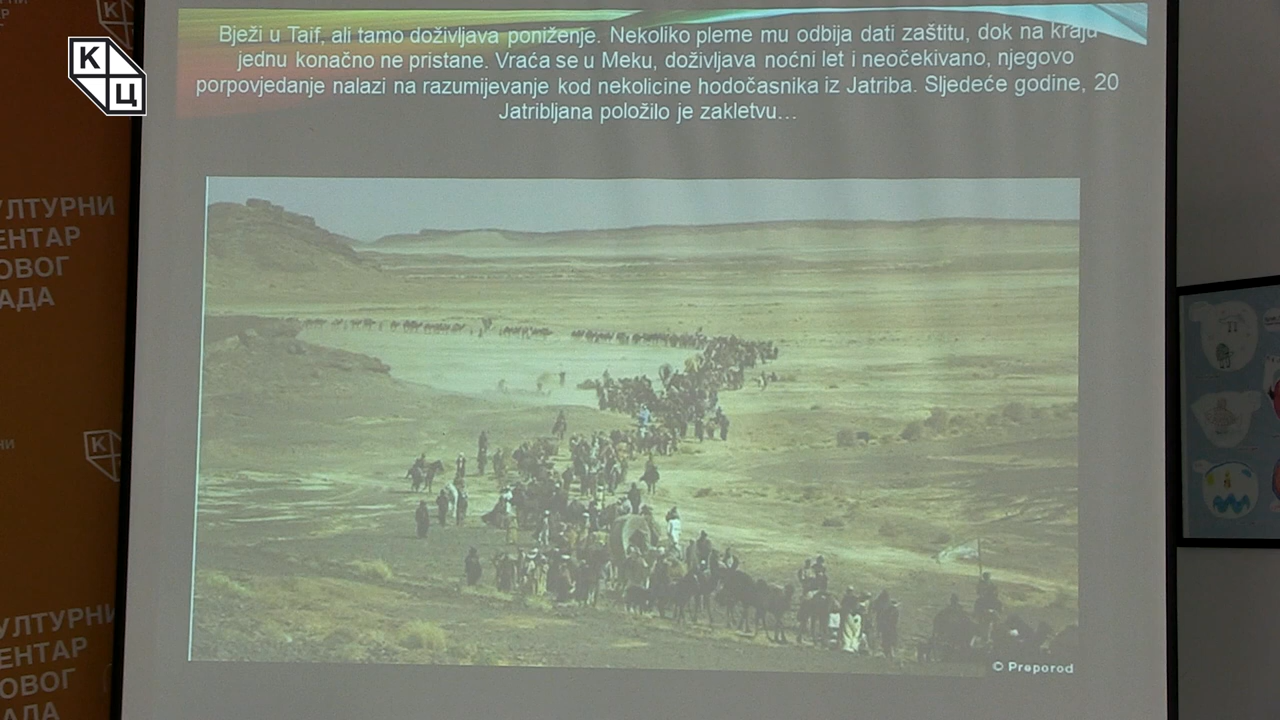 К
Ц
Bježi u Taif, ali tamo doživljava poniženje. Nekoliko pleme mu odbija dati zaštitu, dok na kraju
jednu konačno ne pristane. Vraća se u Meku, doživljava noćni let i neočekivano, njegovo
porpovjedanje nalazi na razumijevanje kod nekolicine hodočasnika iz Jatriba. Sljedeće godine, 20
Jatribljana položilo je zakletvu…
© Preporod
УЛТУРНИ
ЕНТАР
ОВОГ
АДА
К
УЛТУРНИ
ЕНТАР
ОВОГ
АДА